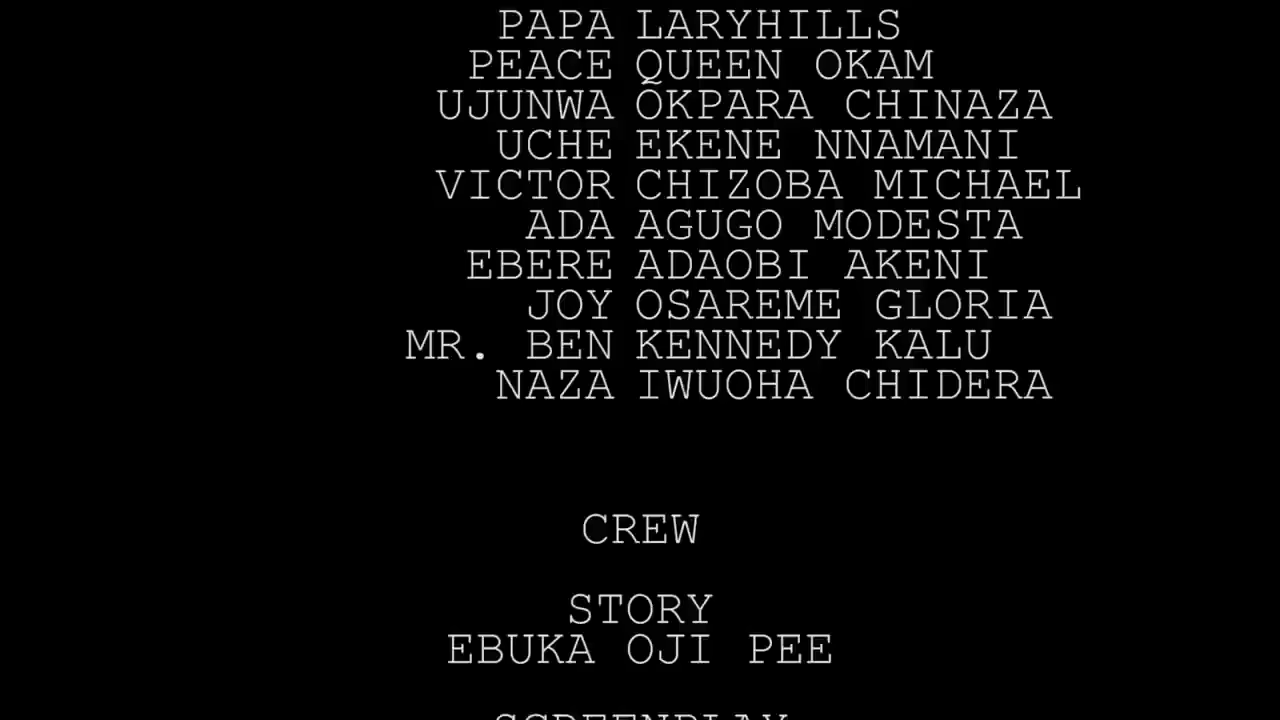 PAPA LARYHILLS
PEACE QUEEN OKAM
UJUNWA OKPARA CHINAZA
UCHE EKENE NNAMANI
VICTOR CHIZOBA MICHAEL
ADA AGUGO MODESTA
EBERE ADAOBI AKENI
JOY OSAREME GLORIA
MR. BEN KENNEDY KALU
NAZA IWUOHA CHIDERA
CREW
STORY
EBUKA OJI PEE
SCREENPLAY